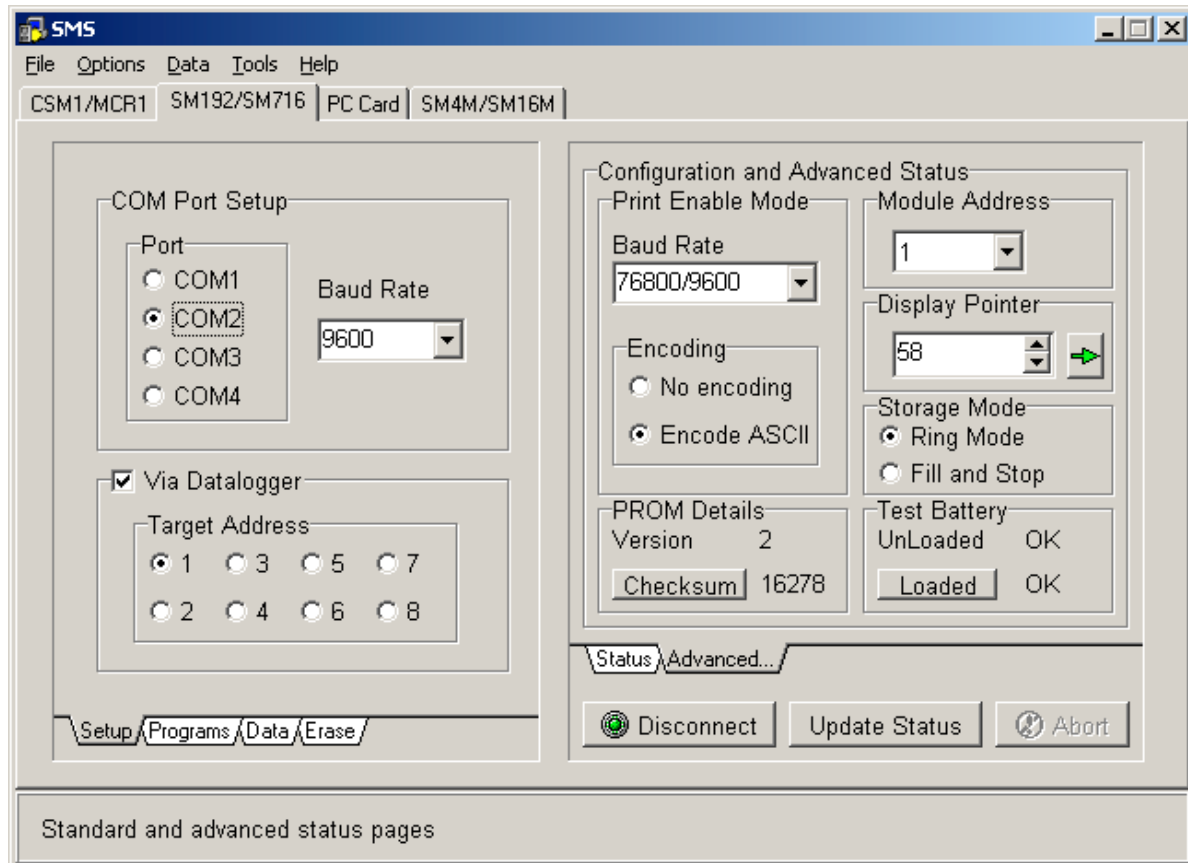 SMS
File Options Data Tools Help
CSM1/MCR1 SM192/SM716 PC Card SM4M/SM16M
COM Port Setup
Port
COM1
COM2
COM3
COM4
Baud Rate
9600
Via Datalogger
Target Address
1 3 5 7
2 4 6 8
Setup Programs Data Erase
Configuration and Advanced Status
Print Enable Mode
Baud Rate
76800/9600
Encoding
No encoding
Encode ASCII
Module Address
1
Display Pointer
58
Storage Mode
Ring Mode
Fill and Stop
PROM Details
Version 2
Checksum 16278
Test Battery
UnLoaded OK
Loaded OK
Status Advanced...
Disconnect Update Status Abort
Standard and advanced status pages